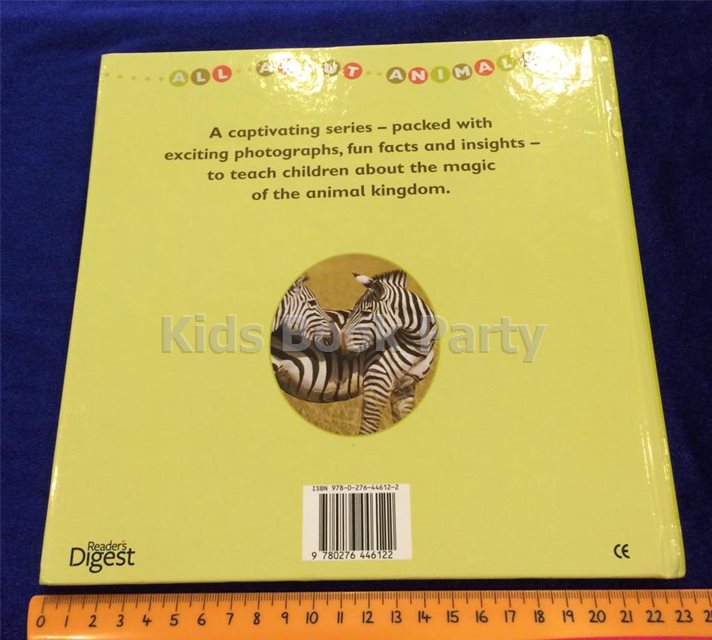 ALL ABOUT ANIMALS
A captivating series – packed with
exciting photographs, fun facts and insights –
to teach children about the magic
of the animal kingdom.
Kids Book Party
ISBN 978-0-276-44612-2
9 780276 446122
Reader's
Digest
CE
0 1 2 3 4 5 6 7 8 9 10 11 12 13 14 15 16 17 18 19 20 21 22 23